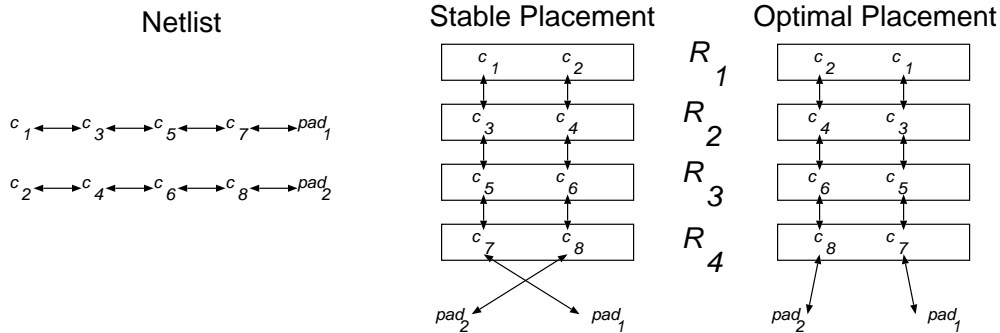 Netlist
Stable Placement
Optimal Placement
c1 c3 c5 c7 pad1
c2 c4 c6 c8 pad2
c1 c2
c3 c4
c5 c6
c7 c8
pad2 pad1
R1
R2
R3
R4
c2 c1
c4 c3
c6 c5
c8 c7
pad2 pad1